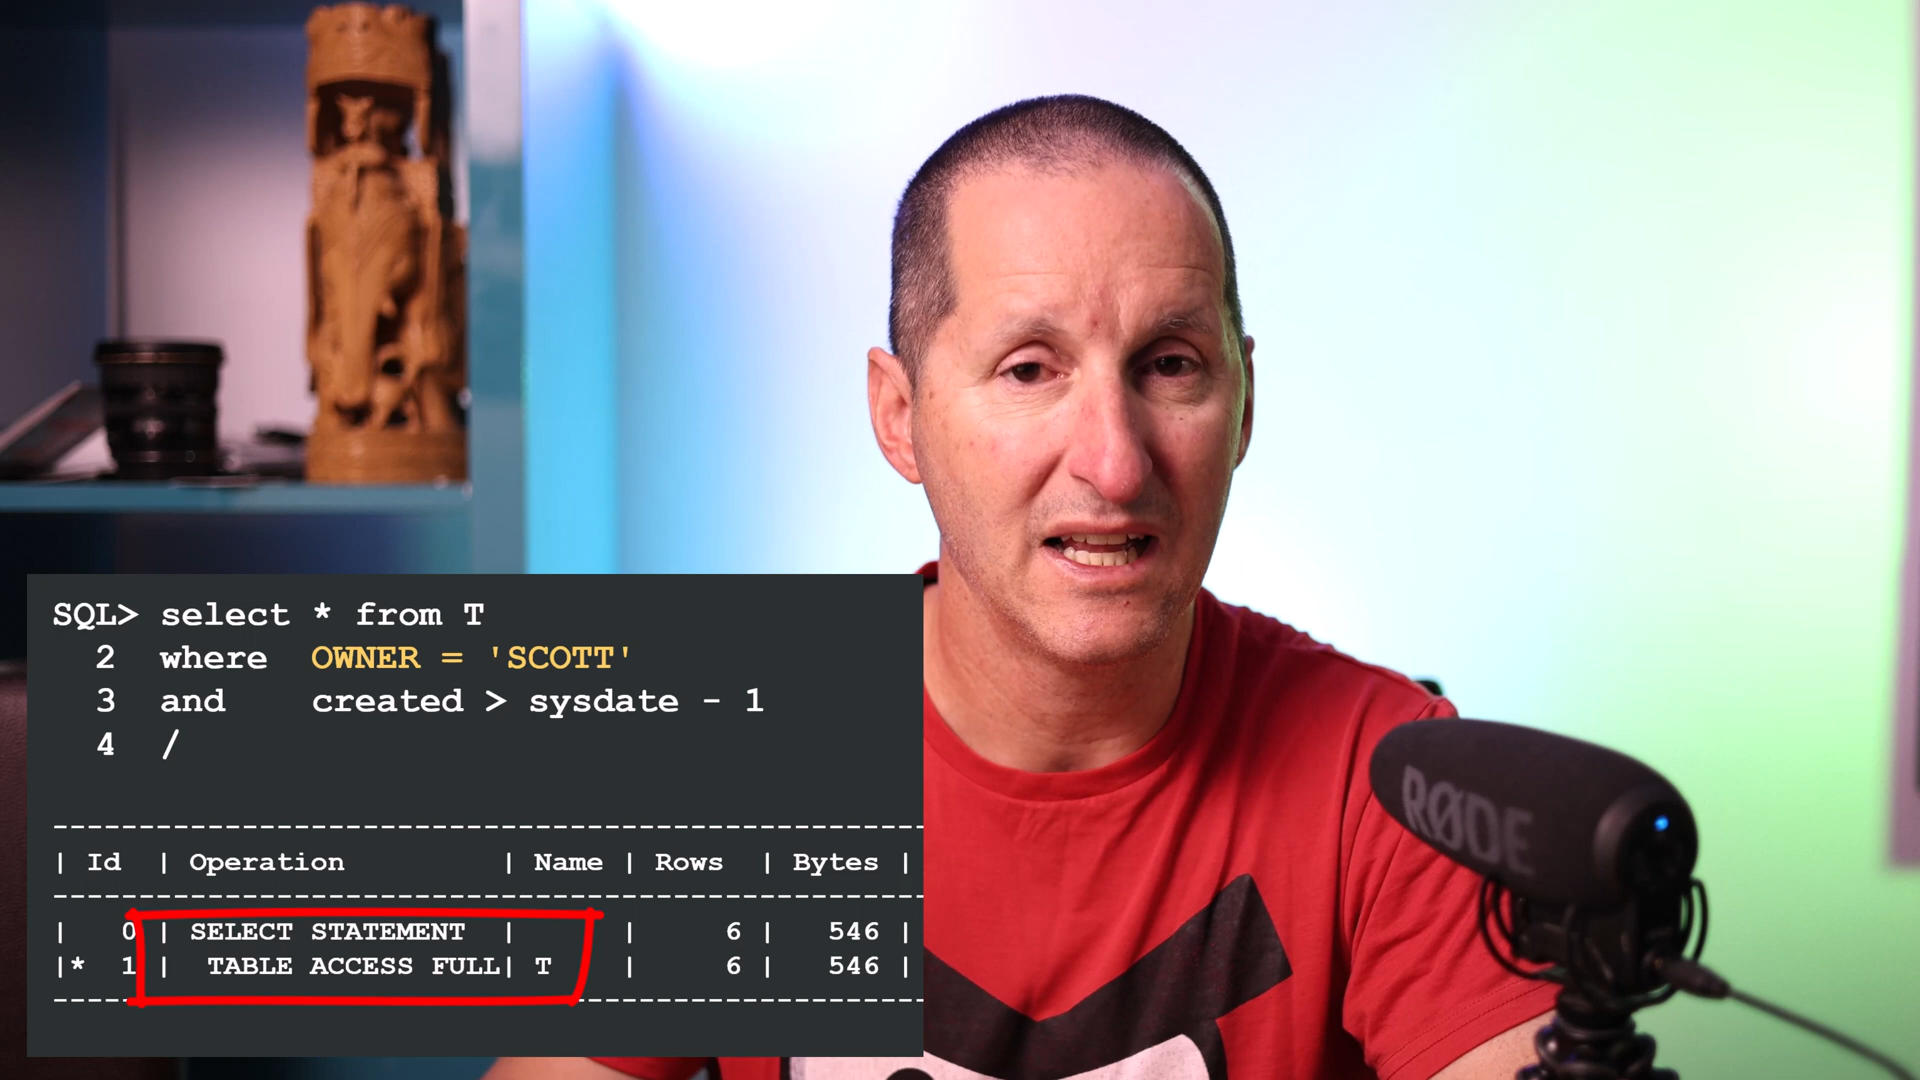 SQL> select * from T
2 where OWNER = 'SCOTT'
3 and created > sysdate - 1
4 /
--------------------------------------------------
| Id | Operation | Name | Rows | Bytes |
--------------------------------------------------
| 0 | SELECT STATEMENT | | 6 | 546 |
|* 1 | TABLE ACCESS FULL| T | 6 | 546 |
--------------------------------------------------
RØDE